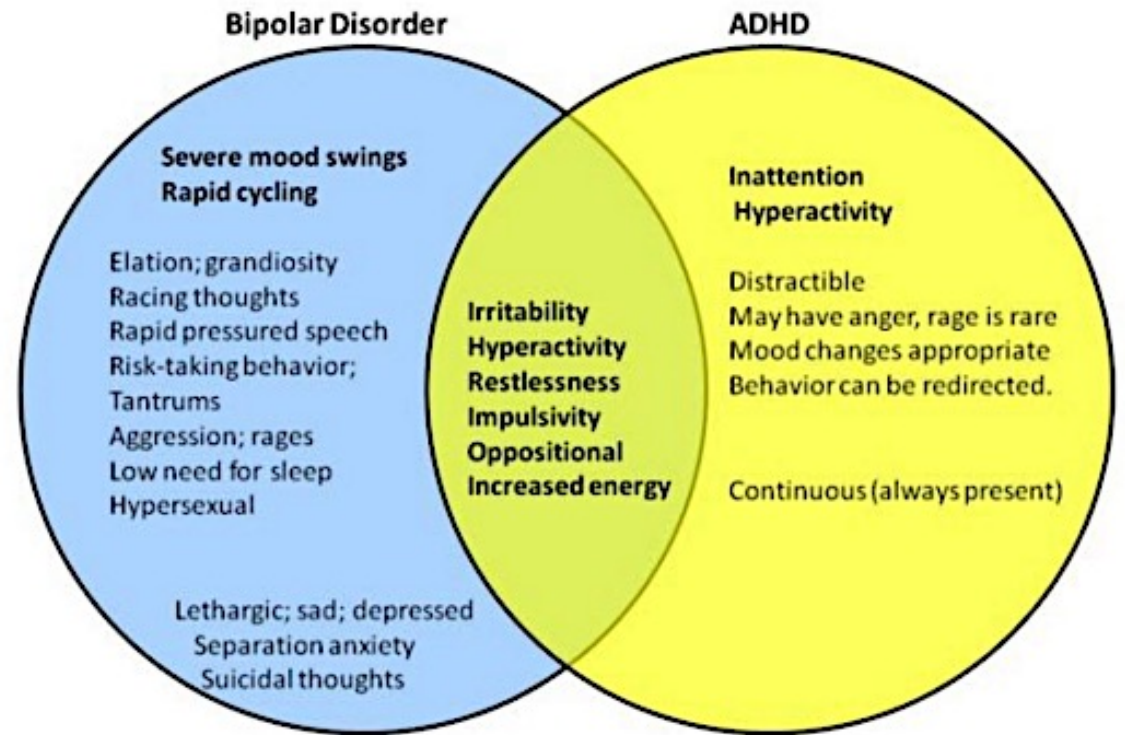 Bipolar Disorder
ADHD
Severe mood swings
Rapid cycling
Elation; grandiosity
Racing thoughts
Rapid pressured speech
Risk-taking behavior;
Tantrums
Aggression; rages
Low need for sleep
Hypersexual
Lethargic; sad; depressed
Separation anxiety
Suicidal thoughts
Irritability
Hyperactivity
Restlessness
Impulsivity
Oppositional
Increased energy
Inattention
Hyperactivity
Distractible
May have anger, rage is rare
Mood changes appropriate
Behavior can be redirected.
Continuous (always present)